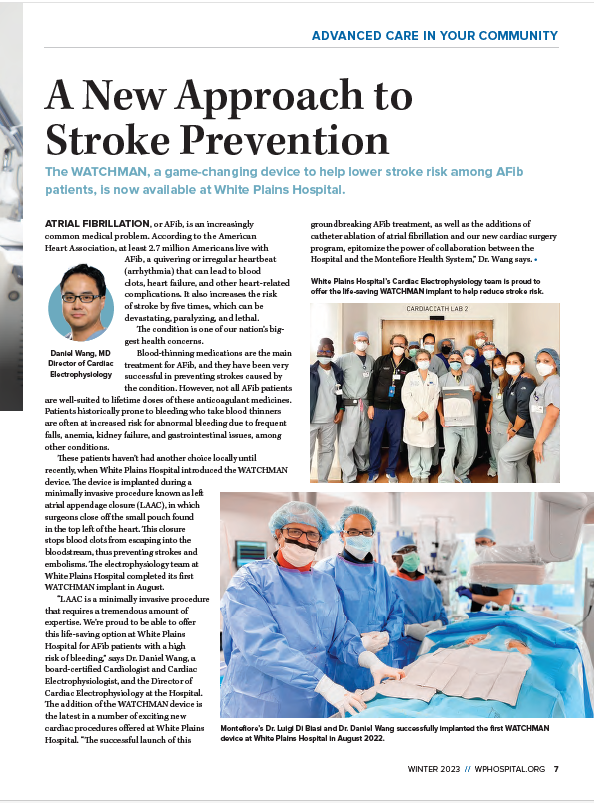 ADVANCED CARE IN YOUR COMMUNITY
A New Approach to
Stroke Prevention
The WATCHMAN, a game-changing device to help lower stroke risk among AFib
patients, is now available at White Plains Hospital.
ATRIAL FIBRILLATION, or AFib, is an increasingly
common medical problem. According to the American
Heart Association, at least 2.7 million Americans live with
AFib, a quivering or irregular heartbeat
(arrhythmia) that can lead to blood
clots, heart failure, and other heart-related
complications. It also increases the risk
of stroke by five times, which can be
devastating, paralyzing, and lethal.
The condition is one of our nation's big-
gest health concerns.
Blood-thinning medications are the main
treatment for AFib, and they have been very
successful in preventing strokes caused by
the condition. However, not all AFib patients
are well-suited to lifetime doses of these anticoagulant medicines.
Patients historically prone to bleeding who take blood thinners
are often at increased risk for abnormal bleeding due to frequent
falls, anemia, kidney failure, and gastrointestinal issues, among
other conditions.
Daniel Wang, MD
Director of Cardiac
Electrophysiology
These patients haven't had another choice locally until
recently, when White Plains Hospital introduced the WATCHMAN
device. The device is implanted during a
minimally invasive procedure known as left
atrial appendage closure (LAAC), in which
surgeons close off the small pouch found
in the top left of the heart. This closure
stops blood clots from escaping into the
bloodstream, thus preventing strokes and
embolisms. The electrophysiology team at
White Plains Hospital completed its first
WATCHMAN implant in August.
"LAAC is a minimally invasive procedure
that requires a tremendous amount of
expertise. We're proud to be able to offer
this life-saving option at White Plains
Hospital for AFib patients with a high
risk of bleeding," says Dr. Daniel Wang, a
board-certified Cardiologist and Cardiac
Electrophysiologist, and the Director of
Cardiac Electrophysiology at the Hospital.
The addition of the WATCHMAN device is
the latest in a number of exciting new
cardiac procedures offered at White Plains
Hospital. "The successful launch of this
groundbreaking AFib treatment, as well as the additions of
catheter ablation of atrial fibrillation and our new cardiac surgery
program, epitomize the power of collaboration between the
Hospital and the Montefiore Health System," Dr. Wang says. •
White Plains Hospital's Cardiac Electrophysiology team is proud to
offer the life-saving WATCHMAN implant to help reduce stroke risk.
CARDIAC CATH LAB 2
Montefiore's Dr. Luigi Di Biasi and Dr. Daniel Wang successfully implanted the first WATCHMAN
device at White Plains Hospital in August 2022.
WINTER 2023 // WPHOSPITAL.ORG 7